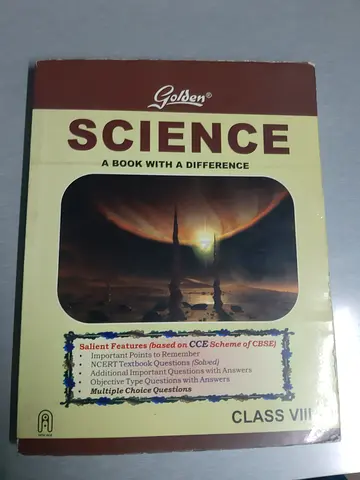 Golden®
SCIENCE
A BOOK WITH A DIFFERENCE
Salient Features (based on CCE Scheme of CBSE)
• Important Points to Remember
• NCERT Textbook Questions (Solved)
• Additional Important Questions with Answers
• Objective Type Questions with Answers
• Multiple Choice Questions
CLASS VIII